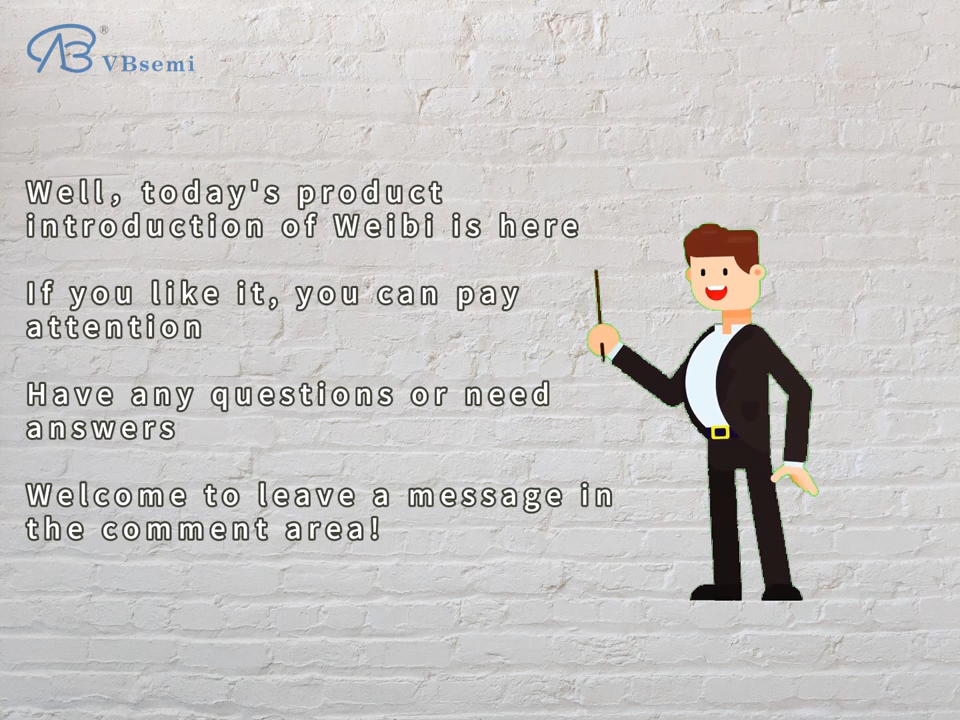 VBsemi
Well, today's product
introduction of Weibi is here
If you like it, you can pay
attention
Have any questions or need
answers
Welcome to leave a message in
the comment area!